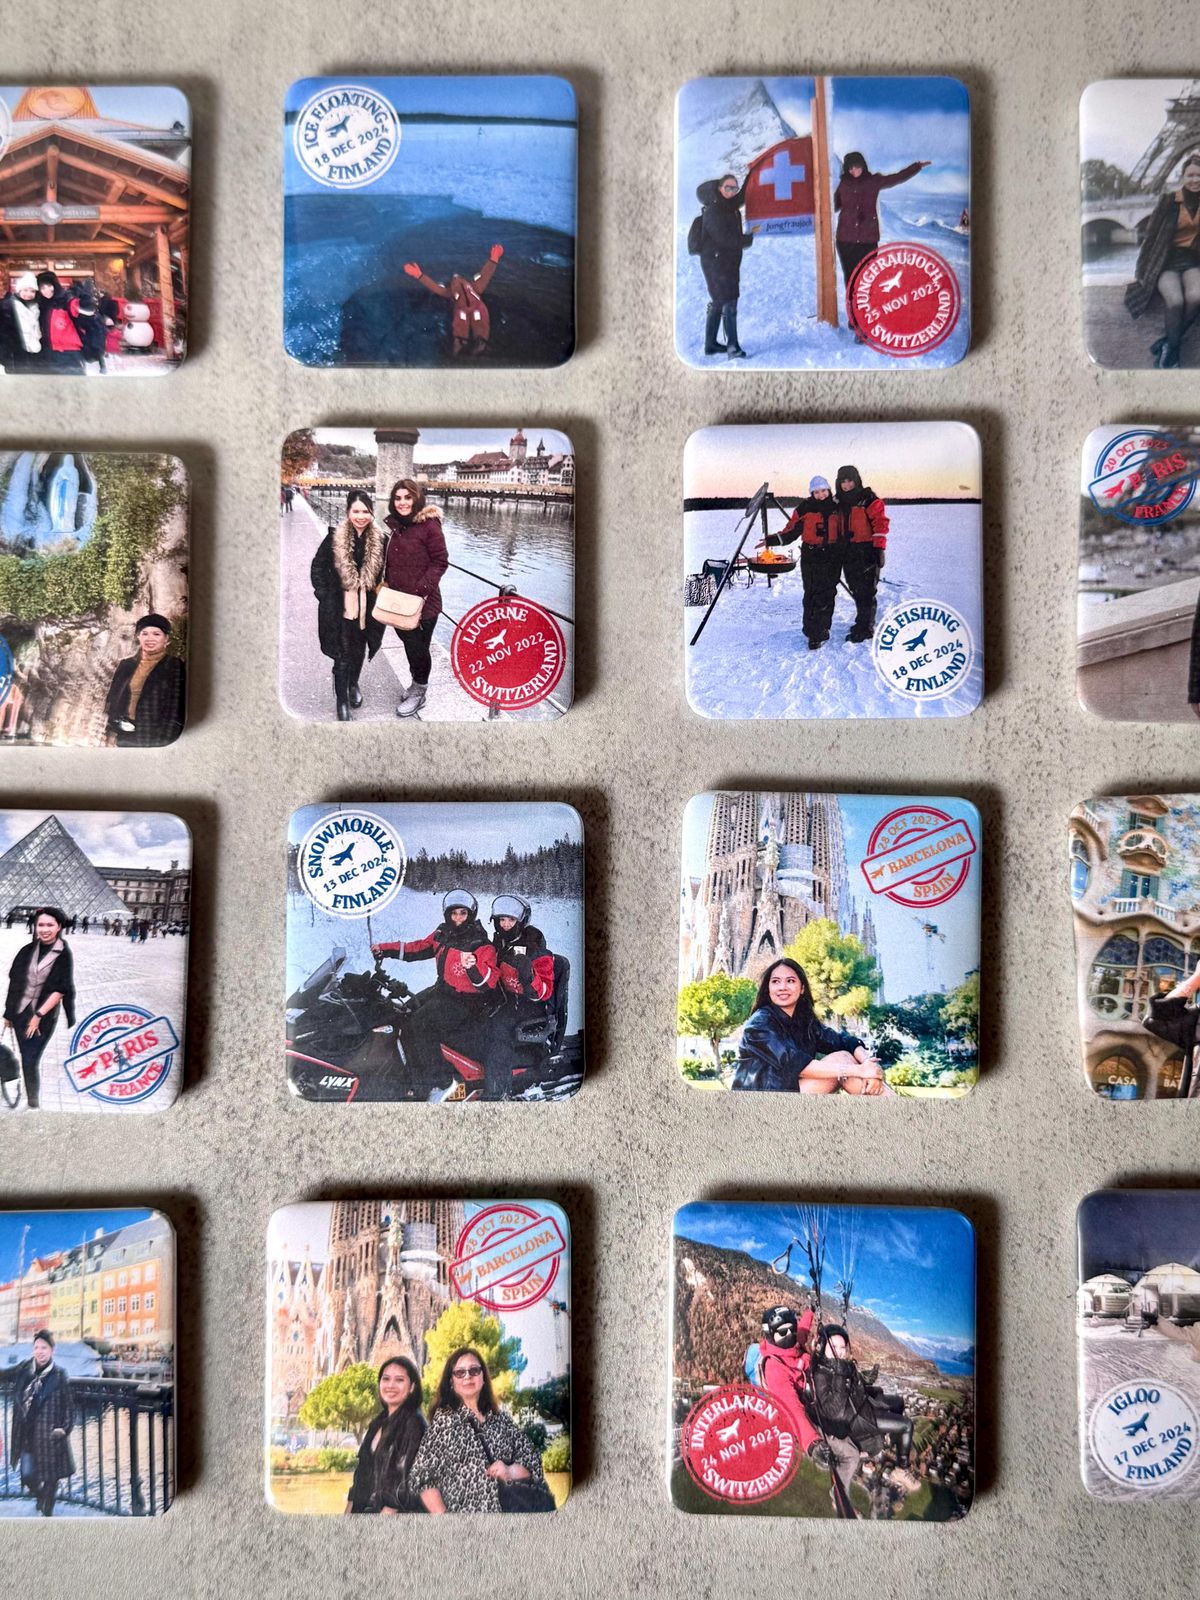 ICE FLOATING
18 DEC 2024
FINLAND
Jungfraujoch
JUNGFRAUJOCH
25 NOV 2023
SWITZERLAND
LUCERNE
22 NOV 2022
SWITZERLAND
ICE FISHING
18 DEC 2024
FINLAND
20 OCT 2023
PARIS
FRANCE
20 OCT 2023
PARIS
FRANCE
SNOWMOBILE
13 DEC 2024
FINLAND
LYNX
28 OCT 2023
BARCELONA
SPAIN
CASA
BA
28 OCT 2023
BARCELONA
SPAIN
INTERLAKEN
24 NOV 2023
SWITZERLAND
IGLOO
17 DEC 2024
FINLAND